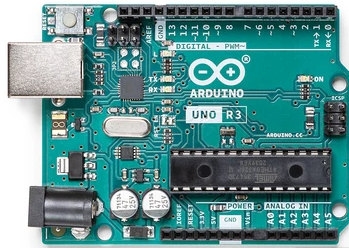 RESET
AREF
GND
13
12
~11
~10
~9
8
7
~6
~5
4
~3
2
TX→1
RX←0
DIGITAL (PWM~)
L
TX
RX
ARDUINO
UNO R3
ON
ICSP
ARDUINO.CC
ATMEL
IOREF
RESET
3.3V
5V
GND
Vin
POWER
ANALOG IN
A0
A1
A2
A3
A4
A5